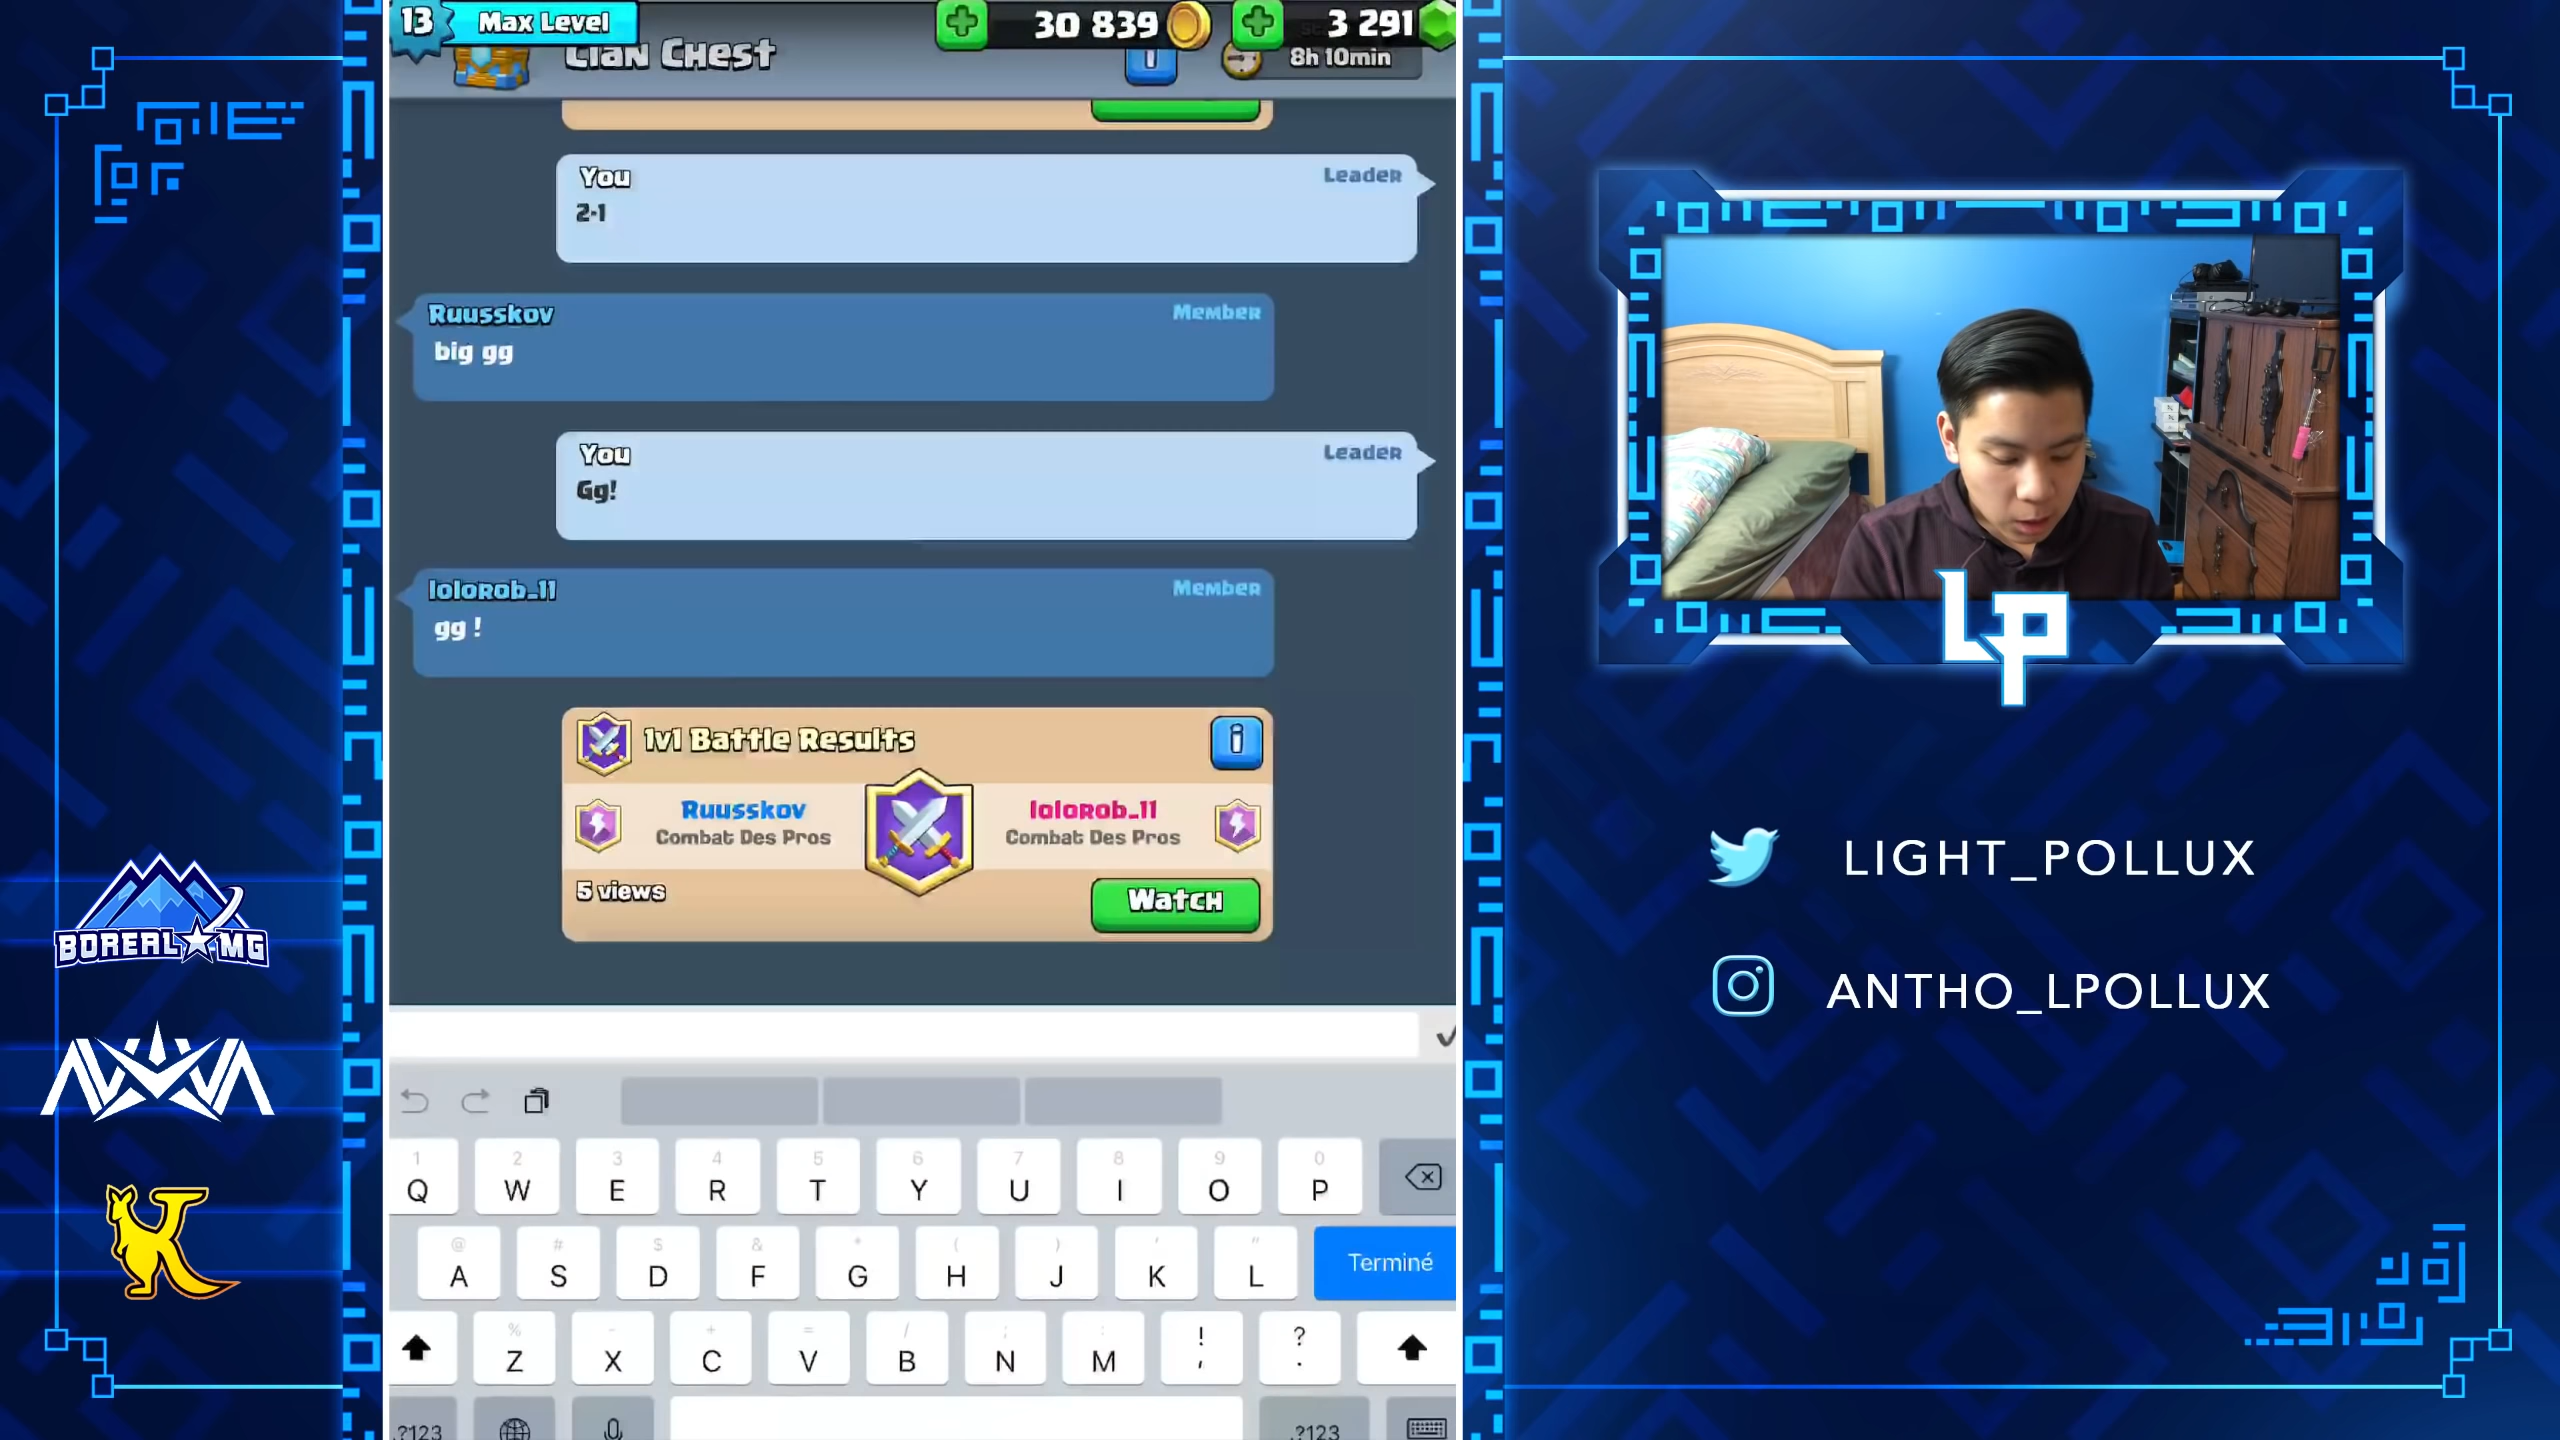 13
Max Level
30 839
3 291
Clan Chest
8h 10min
You
Leader
2-1
Ruusskov
Member
big gg
You
Leader
Gg!
lolorob_11
Member
gg !
1v1 Battle Results
i
Ruusskov
Combat Des Pros
lolorob_11
Combat Des Pros
5 views
Watch
1 2 3 4 5 6 7 8 9 0
Q W E R T Y U I O P
@ # $ & * ( ) ' "
A S D F G H J K L
Terminé
% - + = / ; : ! ?
Z X C V B N M , .
.?123
.?123
LP
LIGHT_POLLUX
ANTHO_LPOLLUX
BOREAL MG
K